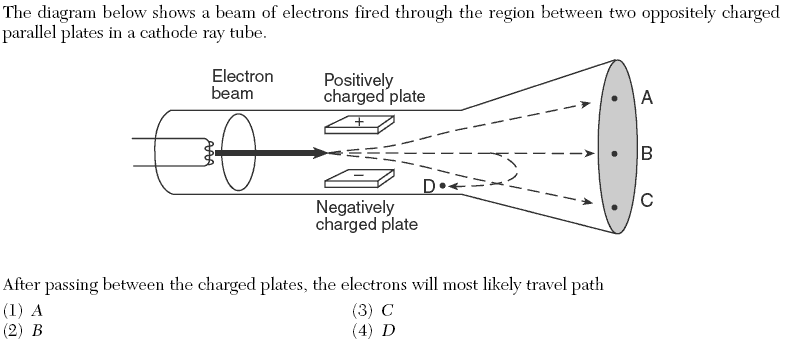 The diagram below shows a beam of electrons fired through the region between two oppositely charged
parallel plates in a cathode ray tube.
Electron
beam
Positively
charged plate
+
A
B
–
D
C
Negatively
charged plate
After passing between the charged plates, the electrons will most likely travel path
(1) A
(3) C
(2) B
(4) D